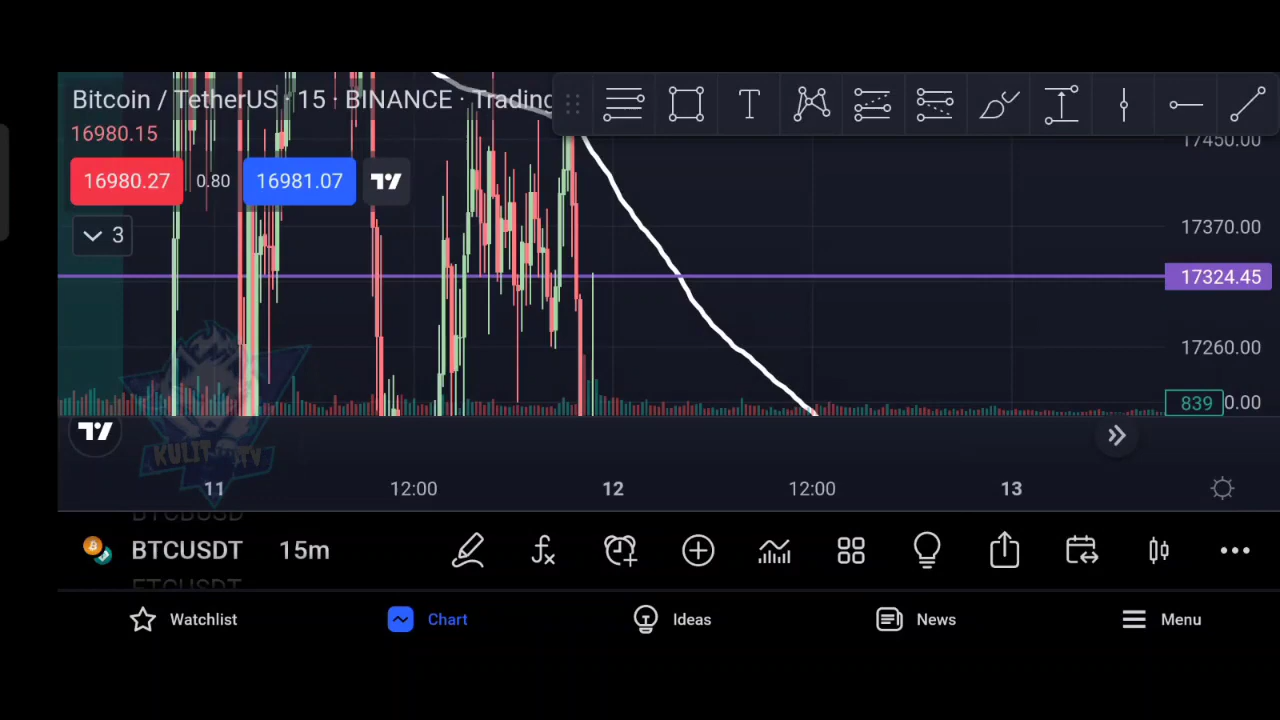 Bitcoin / TetherUS · 15 · BINANCE · Trading
16980.15
16980.27 0.80 16981.07
3
17450.00
17370.00
17324.45
17260.00
839 0.00
KULIT TV
11 12:00 12 12:00 13
BTCBUSD
BTCUSDT 15m
ETCUSDT
Watchlist Chart Ideas News Menu